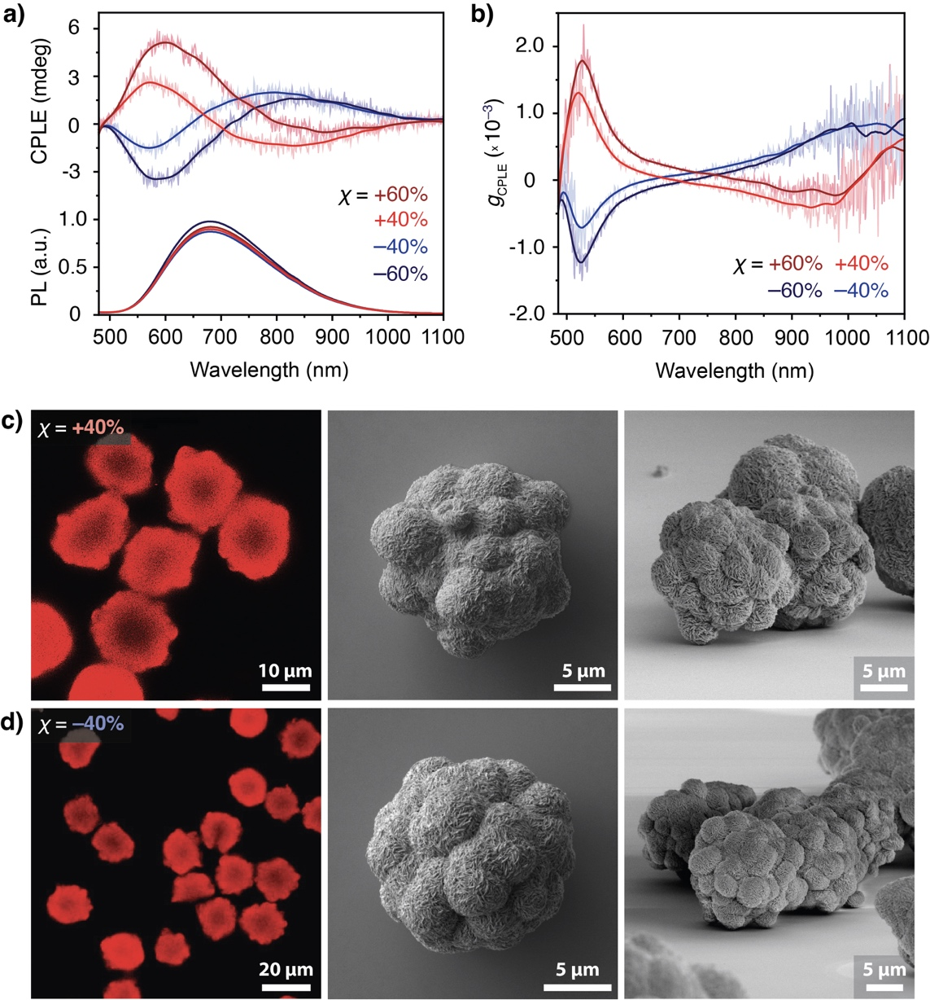 a)
6
3
0
-3
CPLE (mdeg)
χ = +60%
+40%
–40%
–60%
1.0
0.5
0
PL (a.u.)
500 600 700 800 900 1000 1100
Wavelength (nm)
b)
2.0
1.0
0
-1.0
-2.0
gCPLE (x 10–3)
χ = +60% +40%
–60% –40%
500 600 700 800 900 1000 1100
Wavelength (nm)
c)
χ = +40%
10 µm
5 µm
5 µm
d)
χ = –40%
20 µm
5 µm
5 µm